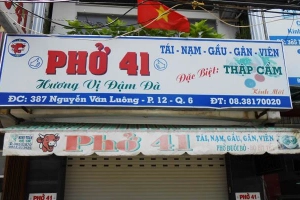 PHỞ 41
TÁI - NẠM - GẦU - GÂN - VIÊN
Hương Vị Đậm Đà
Đặc Biệt: THẬP CẨM
Kính Mời
ĐC: 387 Nguyễn Văn Luông - P. 12 - Q. 6
ĐT: 08.38170020
Phở 41
TÁI, NẠM, GẦU, GÂN, VIÊN
PHỞ 41
PHỞ 41